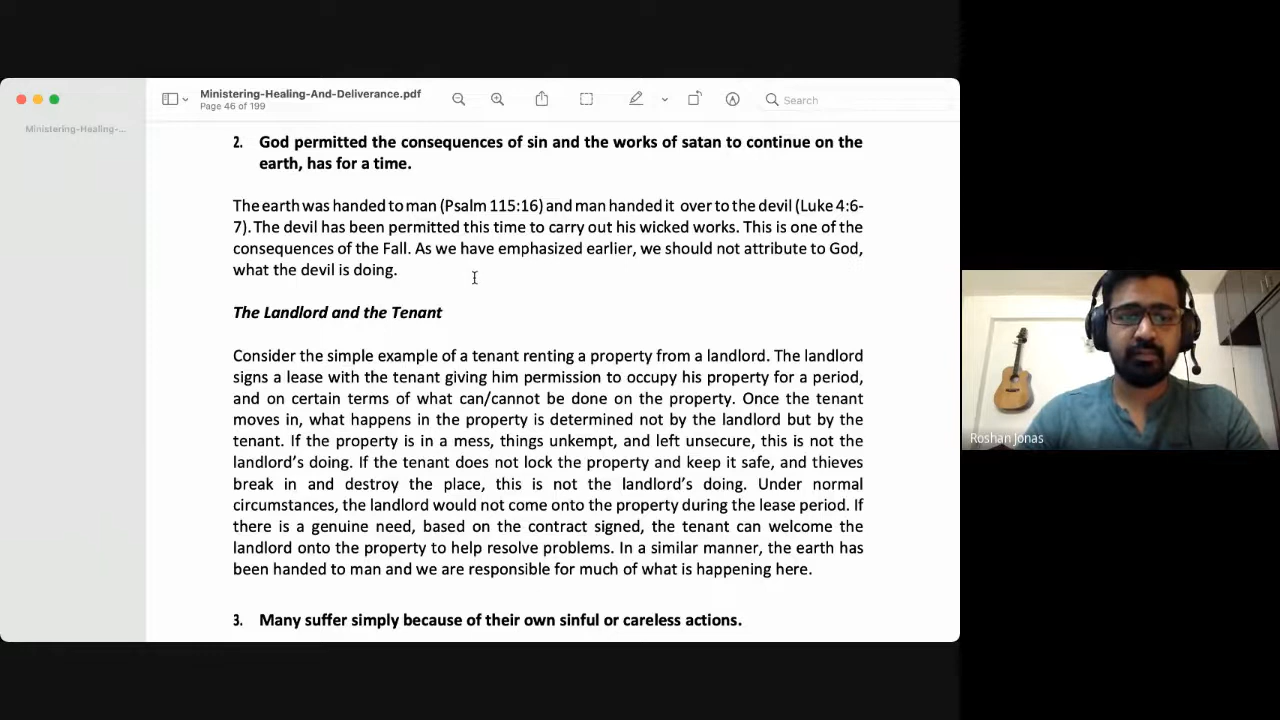 Ministering-Healing-And-Deliverance.pdf
Page 46 of 199
Search
Ministering-Healing-...
2. God permitted the consequences of sin and the works of satan to continue on the
earth, has for a time.
The earth was handed to man (Psalm 115:16) and man handed it over to the devil (Luke 4:6-
7). The devil has been permitted this time to carry out his wicked works. This is one of the
consequences of the Fall. As we have emphasized earlier, we should not attribute to God,
what the devil is doing.
The Landlord and the Tenant
Consider the simple example of a tenant renting a property from a landlord. The landlord
signs a lease with the tenant giving him permission to occupy his property for a period,
and on certain terms of what can/cannot be done on the property. Once the tenant
moves in, what happens in the property is determined not by the landlord but by the
tenant. If the property is in a mess, things unkempt, and left unsecure, this is not the
landlord's doing. If the tenant does not lock the property and keep it safe, and thieves
break in and destroy the place, this is not the landlord's doing. Under normal
circumstances, the landlord would not come onto the property during the lease period. If
there is a genuine need, based on the contract signed, the tenant can welcome the
landlord onto the property to help resolve problems. In a similar manner, the earth has
been handed to man and we are responsible for much of what is happening here.
3. Many suffer simply because of their own sinful or careless actions.
Roshan Jonas